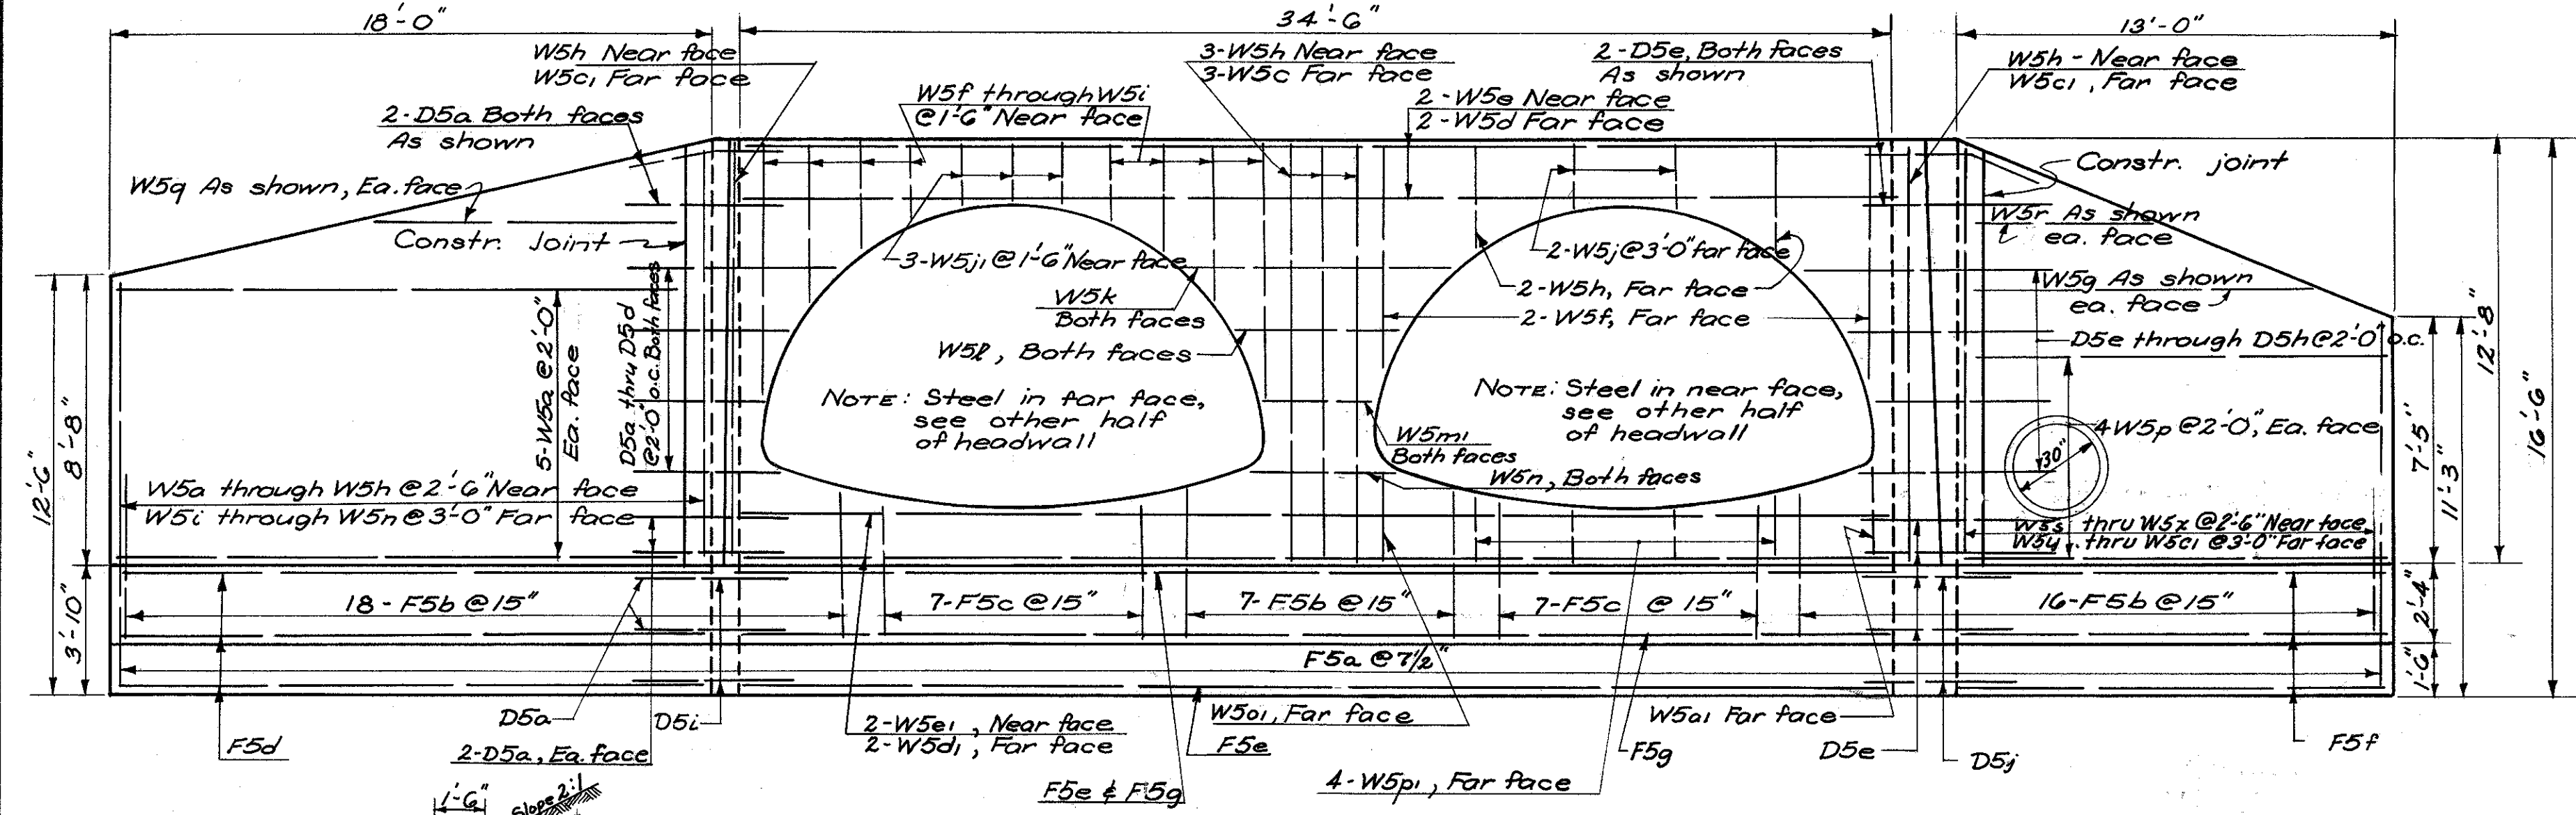 18'-0"
34'-6"
13'-0"
W5h Near face
W5c1, Far face
3-W5h Near face
3-W5c Far face
2-D5e, Both faces
As shown
W5h - Near face
W5c1, Far face
2-D5a Both faces
As shown
W5f through W5i
@1'-6" Near face
2-W5e Near face
2-W5d Far face
Constr. joint
W5q As shown, Ea. face
Constr. Joint
W5r As shown
ea. face
3-W5j1 @ 1'-6" Near face
2-W5j @ 3'-0" far face
W5k
Both faces
2-W5h, Far face
W5g As shown
ea. face
2-W5f, Far face
W5l, Both faces
D5e through D5h @ 2'-0" o.c.
5-W5a @ 2'-0"
Ea. face
D5a thru D5d
@2'-0" o.c. Both faces
NOTE: Steel in far face,
see other half
of headwall
NOTE: Steel in near face,
see other half
of headwall
W5m1
Both faces
4 W5p @ 2'-0", Ea. face
30"
W5n, Both faces
W5a through W5h @ 2'-6" Near face
W5i through W5n @ 3'-0" Far face
W5s thru W5x @ 2'-6" Near face
W5y thru W5c1 @ 3'-0" Far face
12'-6"
8'-8"
3'-10"
7'-5"
11'-3"
12'-8"
16'-6"
2'-4"
1'-6"
18-F5b @ 15"
7-F5c @ 15"
7-F5b @ 15"
7-F5c @ 15"
16-F5b @ 15"
F5a @ 7½"
D5a
D5i
2-W5e1, Near face
2-W5d1, Far face
W5o1, Far face
F5e
W5a1 Far face
F5g
D5e
D5j
F5f
F5d
2-D5a, Ea. face
F5e & F5g
4-W5p1, Far face
1'-6"
Slope 2:1